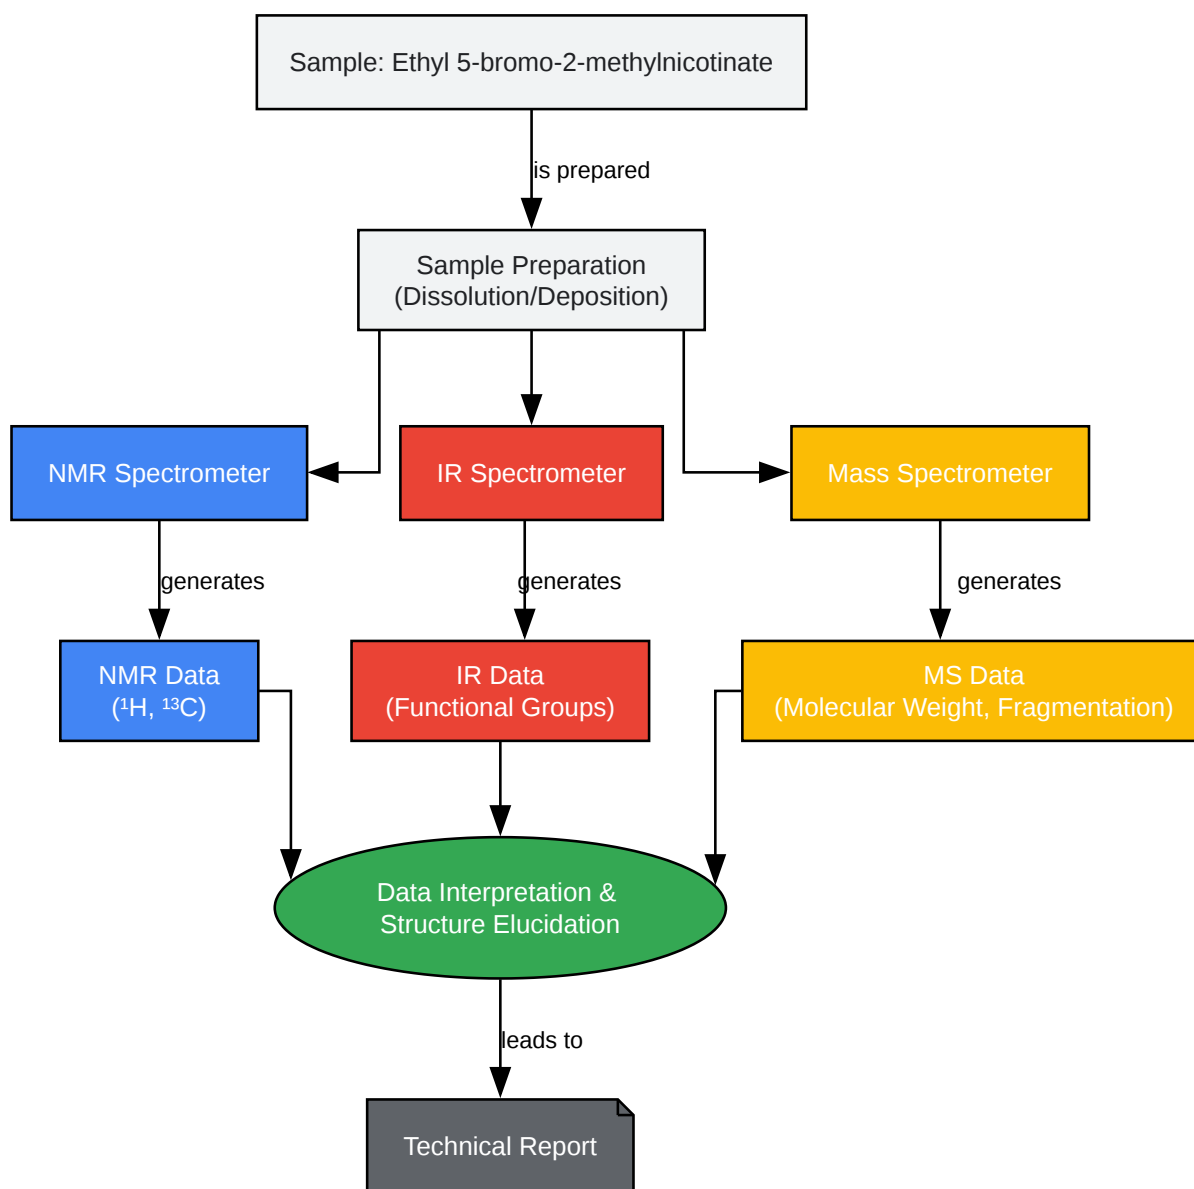 Sample: Ethyl 5-bromo-2-methylnicotinate
is prepared
Sample Preparation
(Dissolution/Deposition)
NMR Spectrometer
IR Spectrometer
Mass Spectrometer
generates
generates
generates
NMR Data
(¹H, ¹³C)
IR Data
(Functional Groups)
MS Data
(Molecular Weight, Fragmentation)
Data Interpretation &
Structure Elucidation
leads to
Technical Report